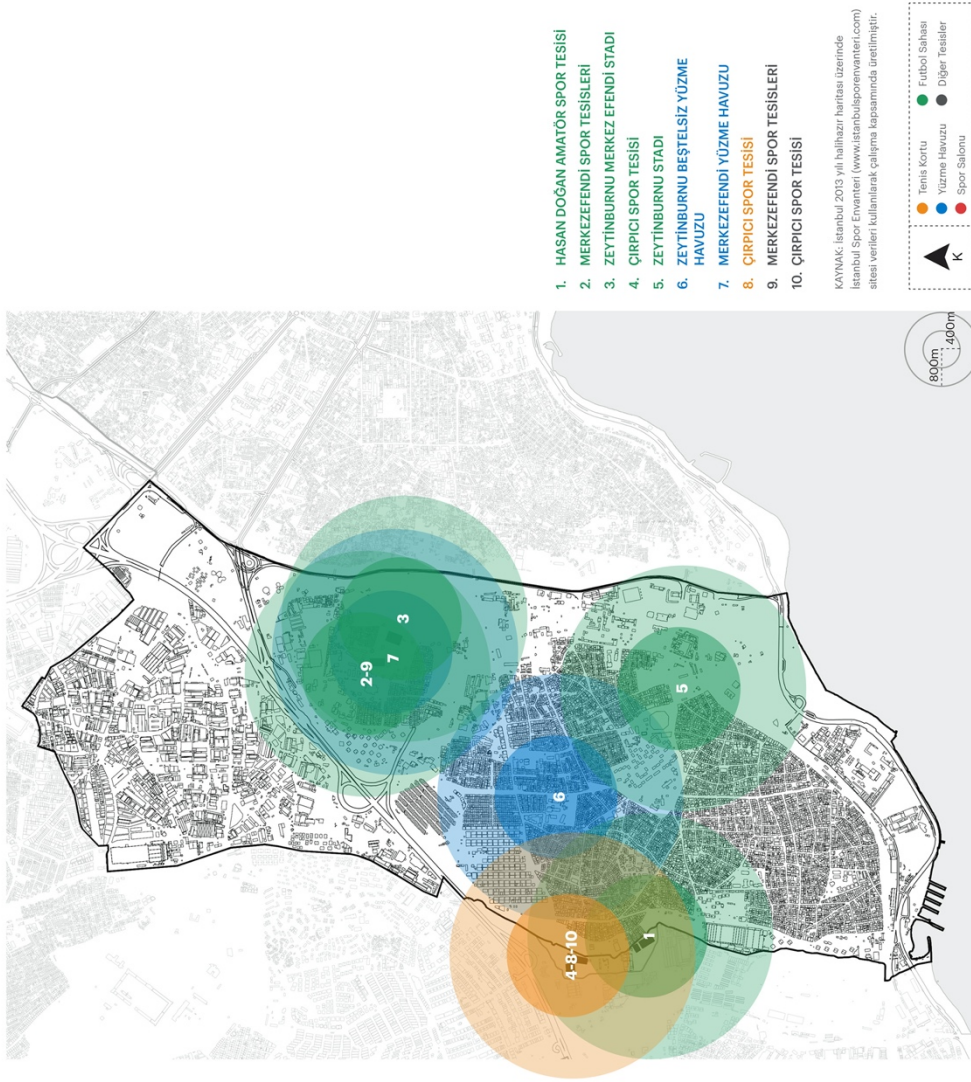 1. HASAN DOĞAN AMATÖR SPOR TESİSİ
2. MERKEZEFENDİ SPOR TESİSLERİ
3. ZEYTİNBURNU MERKEZ EFENDİ STADI
4. ÇIRPICI SPOR TESİSİ
5. ZEYTİNBURNU STADI
6. ZEYTİNBURNU BEŞTELSİZ YÜZME
HAVUZU
7. MERKEZEFENDİ YÜZME HAVUZU
8. ÇIRPICI SPOR TESİSİ
9. MERKEZEFENDİ SPOR TESİSLERİ
10. ÇIRPICI SPOR TESİSİ
KAYNAK: İstanbul 2013 yılı halihazır haritası üzerinde
İstanbul Spor Envanteri (www.istanbulsporenvanteri.com)
sitesi verileri kullanılarak çalışma kapsamında üretilmiştir.
K
Tenis Kortu
Yüzme Havuzu
Spor Salonu
Futbol Sahası
Diğer Tesisler
800m
400m
2-9
7
3
6
5
4-8-10
1